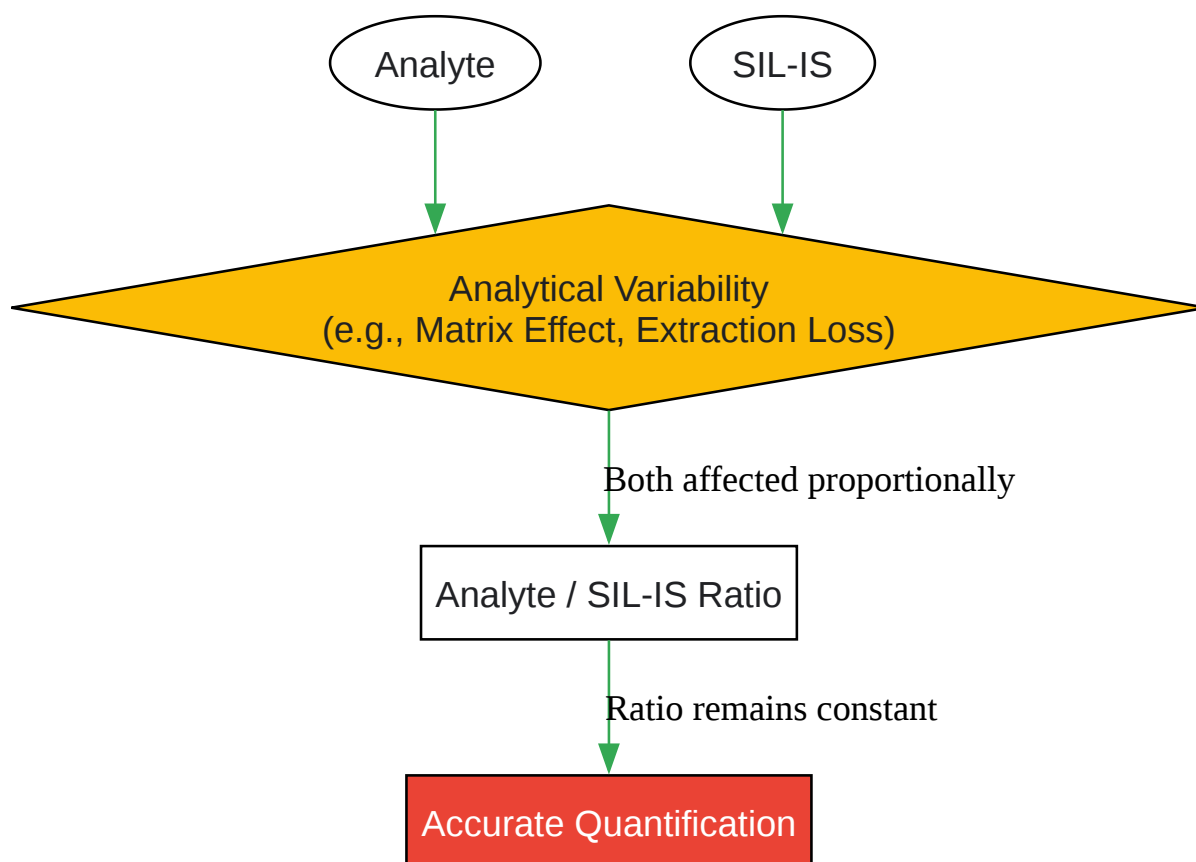 Analyte
SIL-IS
Analytical Variability
(e.g., Matrix Effect, Extraction Loss)
Both affected proportionally
Analyte / SIL-IS Ratio
Ratio remains constant
Accurate Quantification